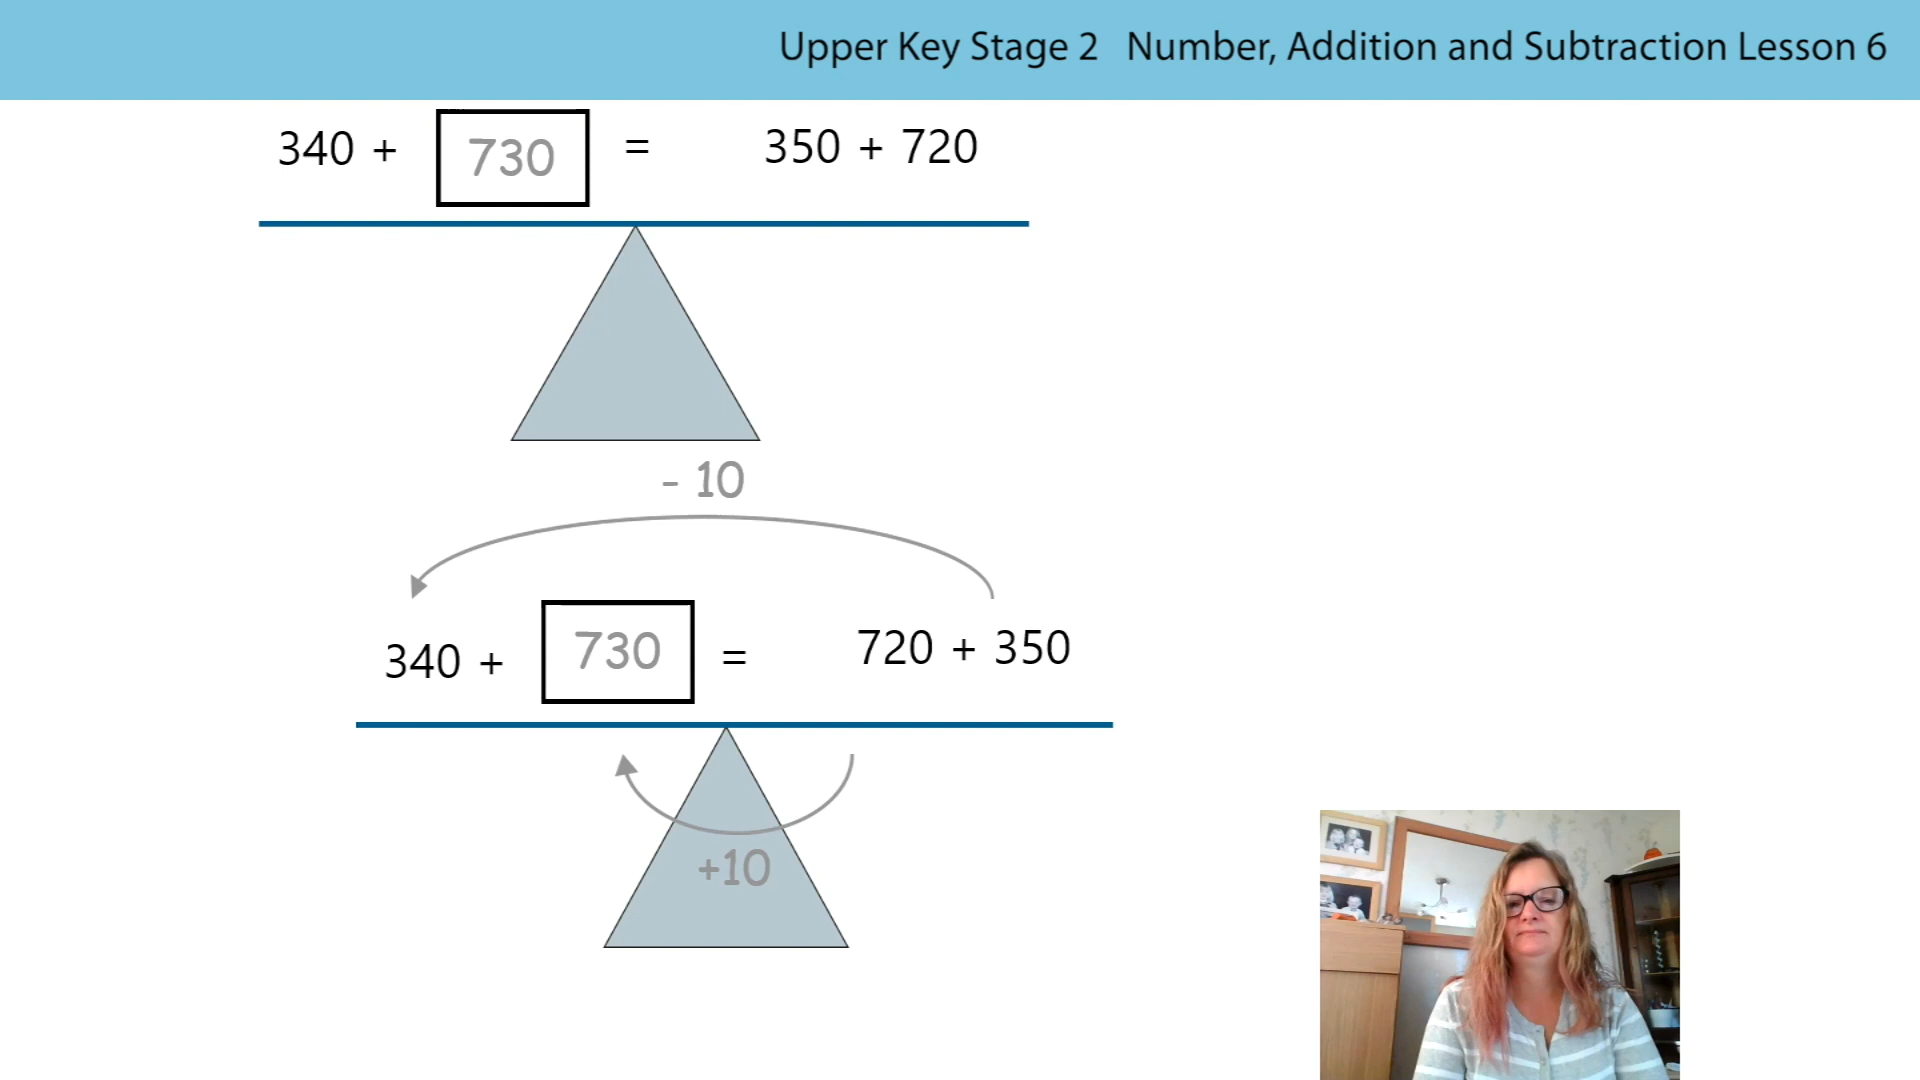 Upper Key Stage 2 Number, Addition and Subtraction Lesson 6
340 + 730 = 350 + 720
- 10
340 + 730 = 720 + 350
+10